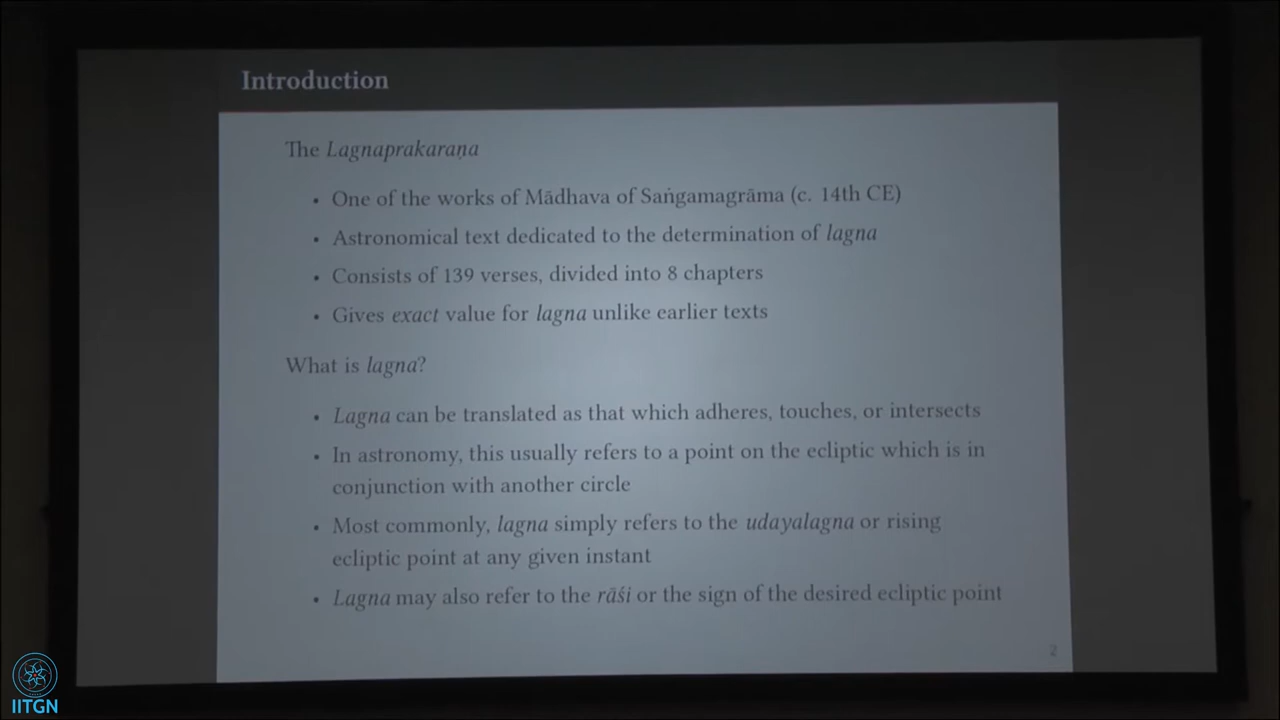 Introduction
The Lagnaprakaraṇa
• One of the works of Mādhava of Saṅgamagrāma (c. 14th CE)
• Astronomical text dedicated to the determination of lagna
• Consists of 139 verses, divided into 8 chapters
• Gives exact value for lagna unlike earlier texts
What is lagna?
• Lagna can be translated as that which adheres, touches, or intersects
• In astronomy, this usually refers to a point on the ecliptic which is in
conjunction with another circle
• Most commonly, lagna simply refers to the udayalagna or rising
ecliptic point at any given instant
• Lagna may also refer to the rāśi or the sign of the desired ecliptic point
2
IITGN